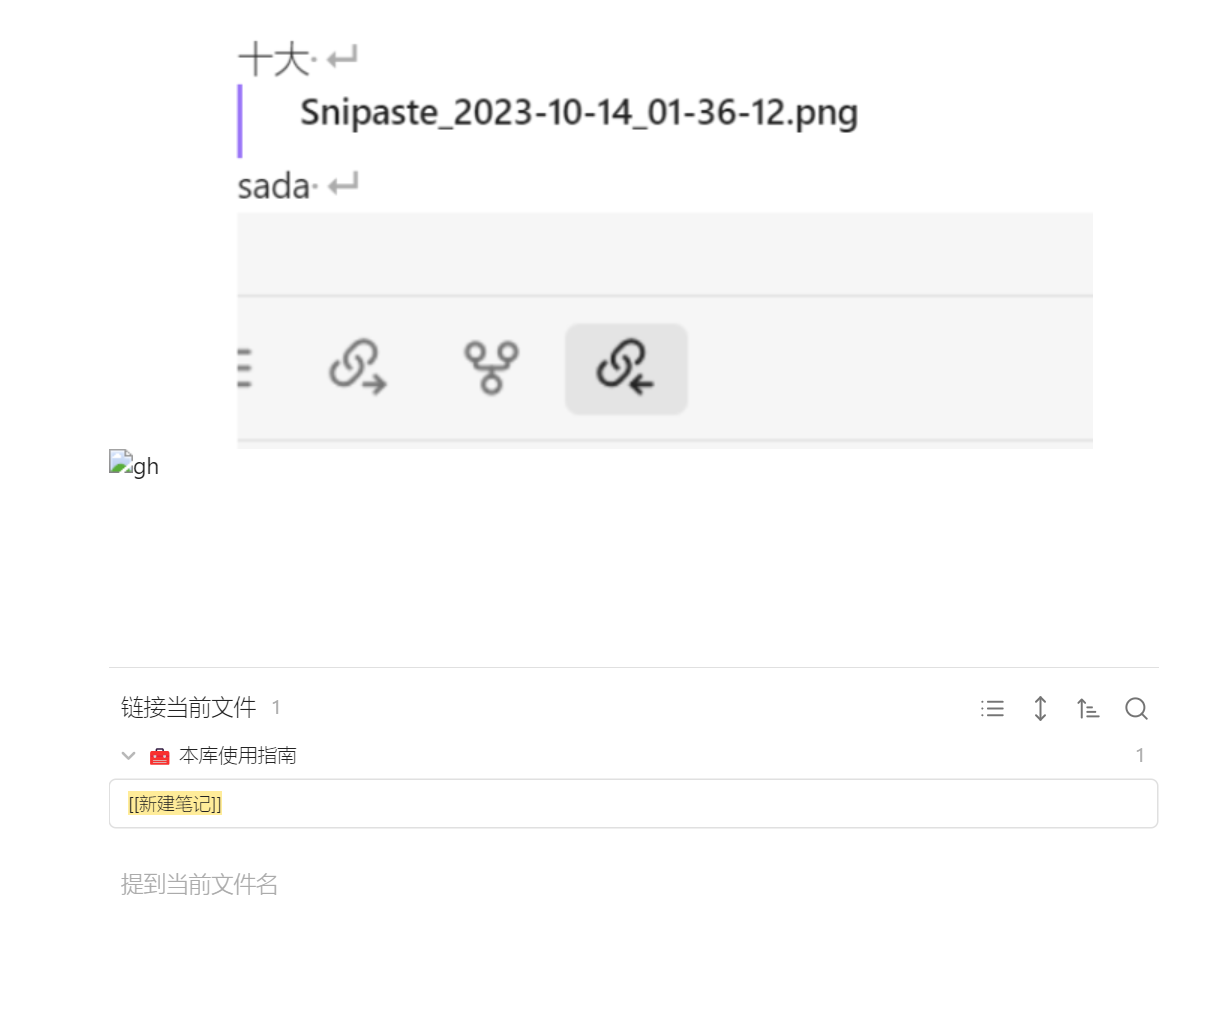 十大· ↵
Snipaste_2023-10-14_01-36-12.png
sada· ↵
gh
链接当前文件 1
本库使用指南 1
[[新建笔记]]
提到当前文件名